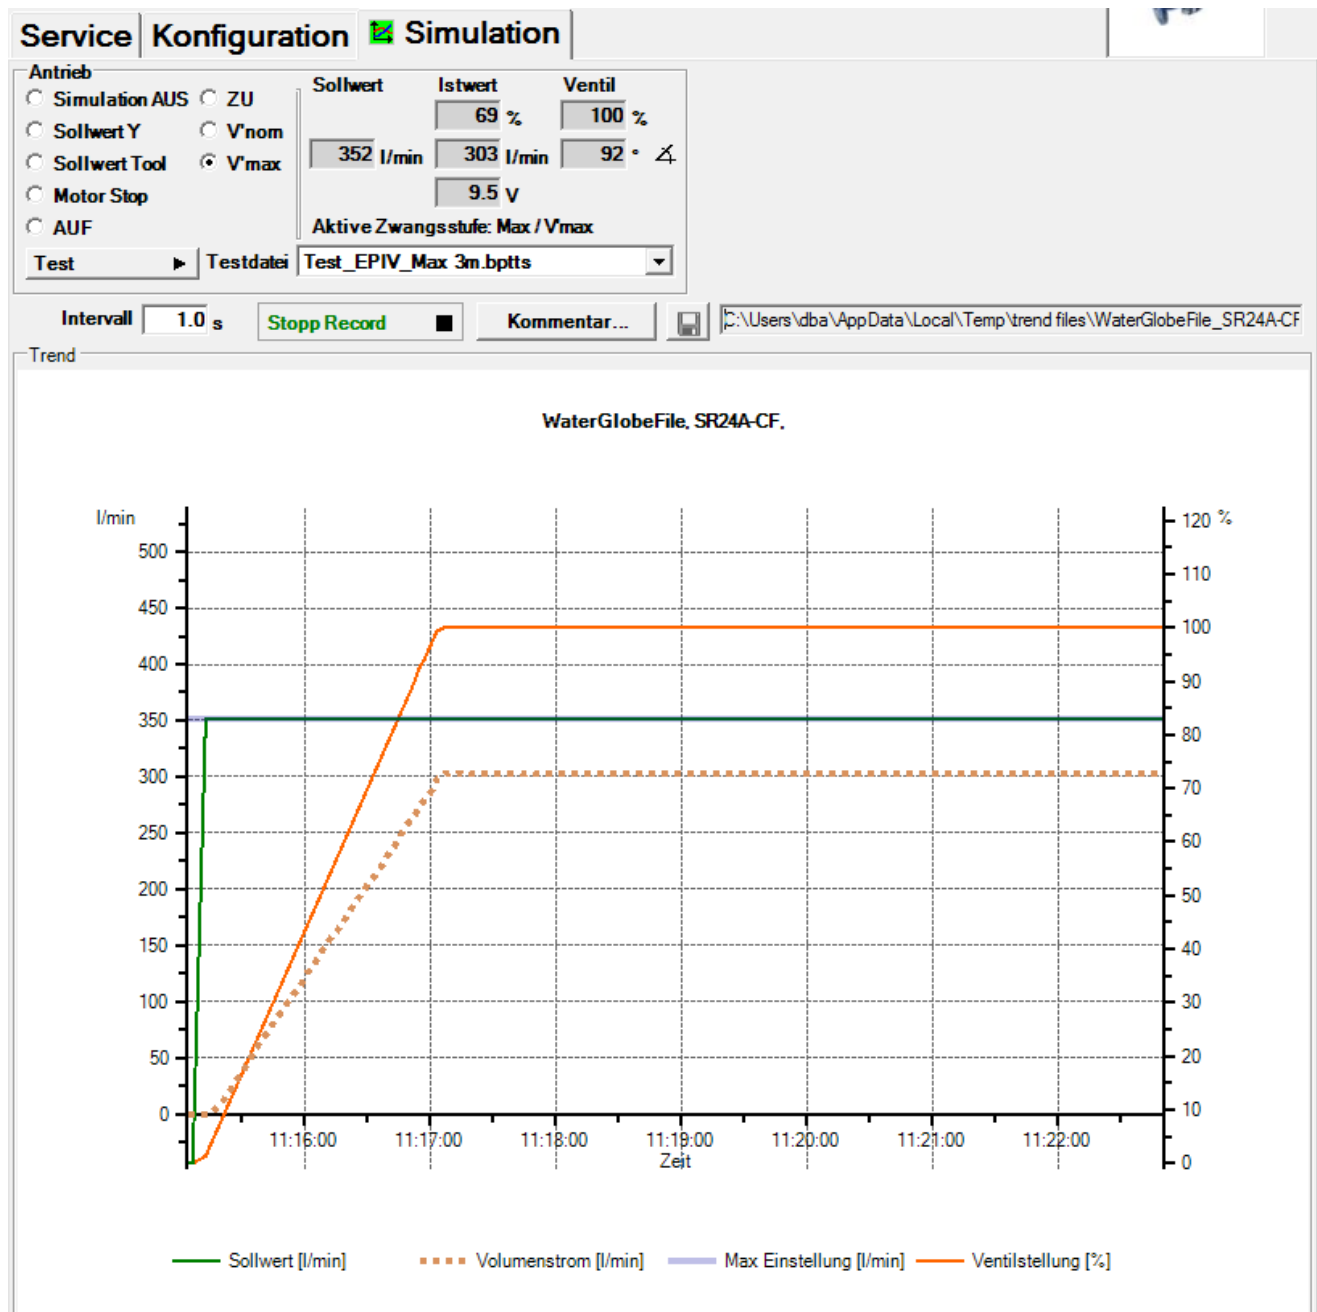 Service Konfiguration Simulation
Antrieb
Simulation AUS ZU Sollwert Istwert Ventil
69 % 100 %
Sollwert Y V'nom
Sollwert Tool V'max 352 l/min 303 l/min 92 °
Motor Stop 9.5 V
AUF Aktive Zwangsstufe: Max / V'max
Test Testdatei Test_EPIV_Max 3m.bptts
Intervall 1.0 s Stopp Record Kommentar... C:\Users\dba\AppData\Local\Temp\trend files\WaterGlobeFile_SR24A-CF
Trend
WaterGlobeFile, SR24A-CF,
l/min 120 %
500
110
450
100
400
90
350
80
300
70
250
60
200
50
150
40
100
30
50
20
0
10
11:16:00 11:17:00 11:18:00 11:19:00 11:20:00 11:21:00 11:22:00
Zeit 0
Sollwert [l/min] Volumenstrom [l/min] Max Einstellung [l/min] Ventilstellung [%]